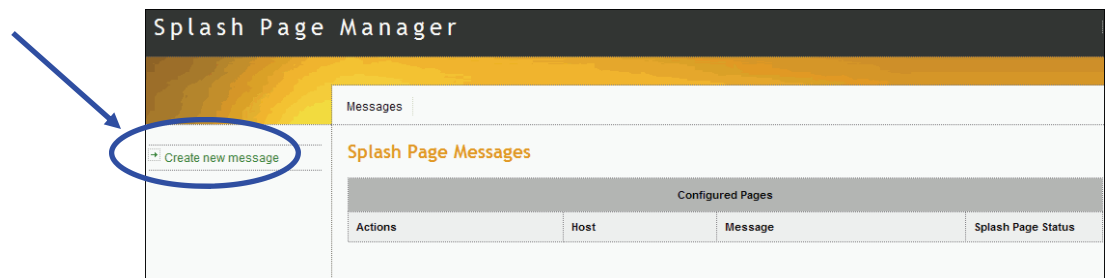 Splash Page Manager
Messages
Create new message
Splash Page Messages
Configured Pages
Actions Host Message Splash Page Status